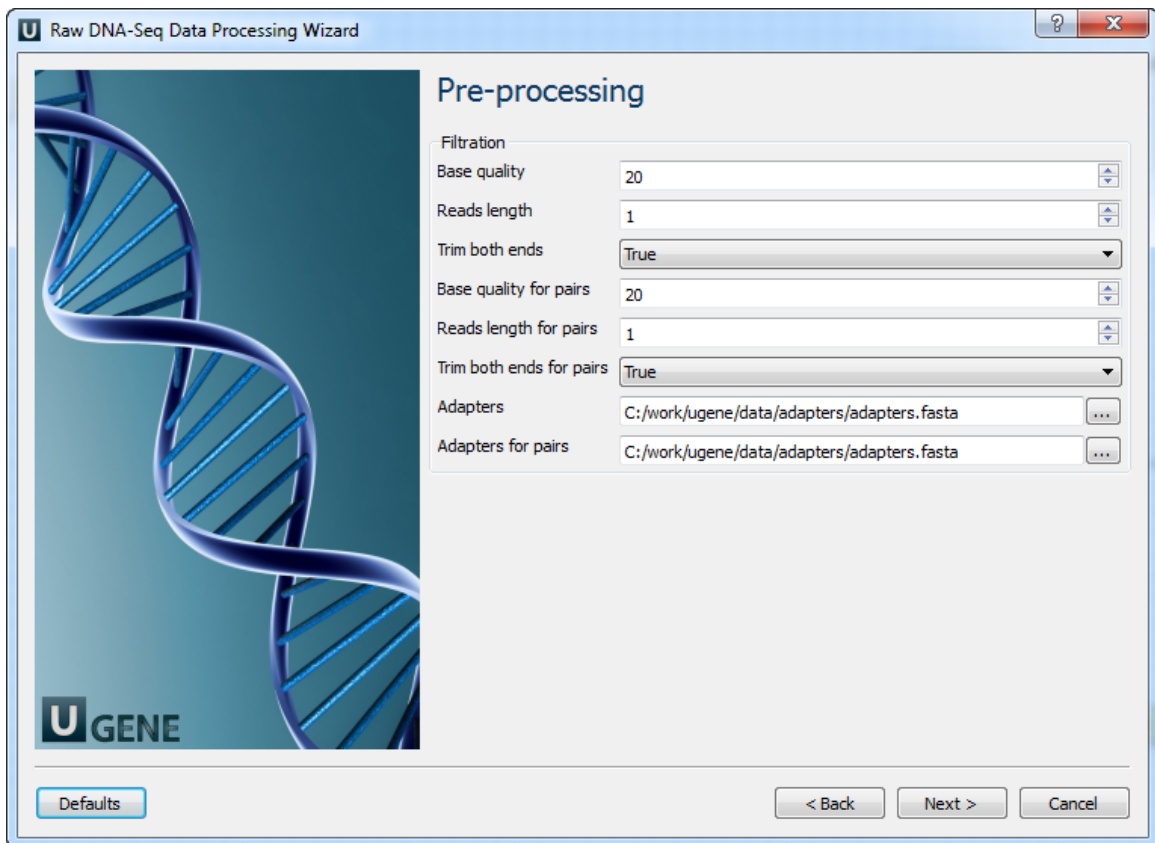 U Raw DNA-Seq Data Processing Wizard
?
X
Pre-processing
Filtration
Base quality 20
Reads length 1
Trim both ends True
Base quality for pairs 20
Reads length for pairs 1
Trim both ends for pairs True
Adapters C:/work/ugene/data/adapters/adapters.fasta ...
Adapters for pairs C:/work/ugene/data/adapters/adapters.fasta ...
U GENE
Defaults < Back Next > Cancel